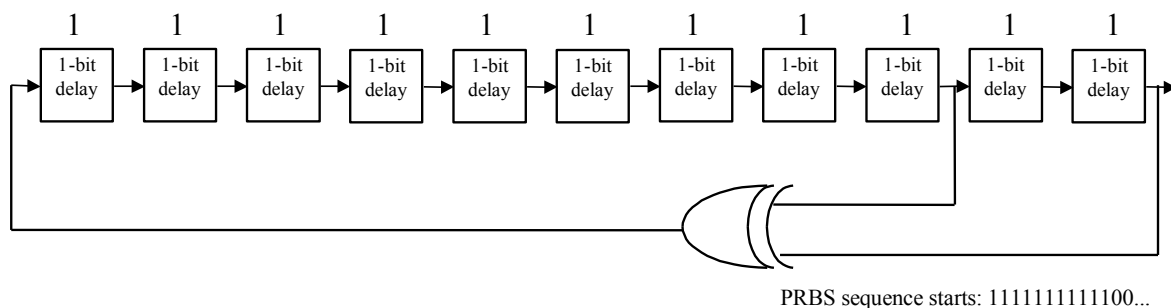 1 1 1 1 1 1 1 1 1 1 1
1-bit 1-bit 1-bit 1-bit 1-bit 1-bit 1-bit 1-bit 1-bit 1-bit 1-bit
delay delay delay delay delay delay delay delay delay delay delay
PRBS sequence starts: 1111111111100...